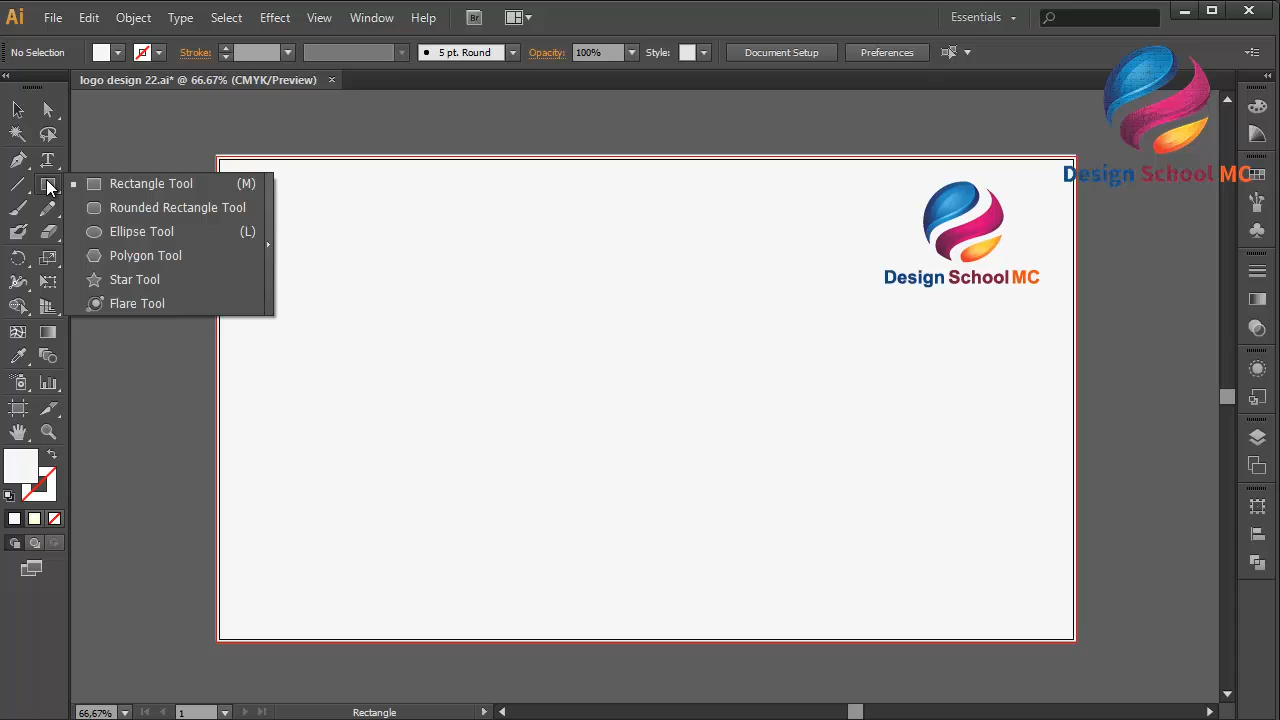 Ai File Edit Object Type Select Effect View Window Help Br Essentials
No Selection Stroke: 5 pt. Round Opacity: 100% Style: Document Setup Preferences
logo design 22.ai* @ 66.67% (CMYK/Preview) ×
Design School MC
T
Rectangle Tool (M)
Rounded Rectangle Tool
Ellipse Tool (L)
Polygon Tool
Star Tool
Flare Tool
Design School MC
66,67% 1 Rectangle